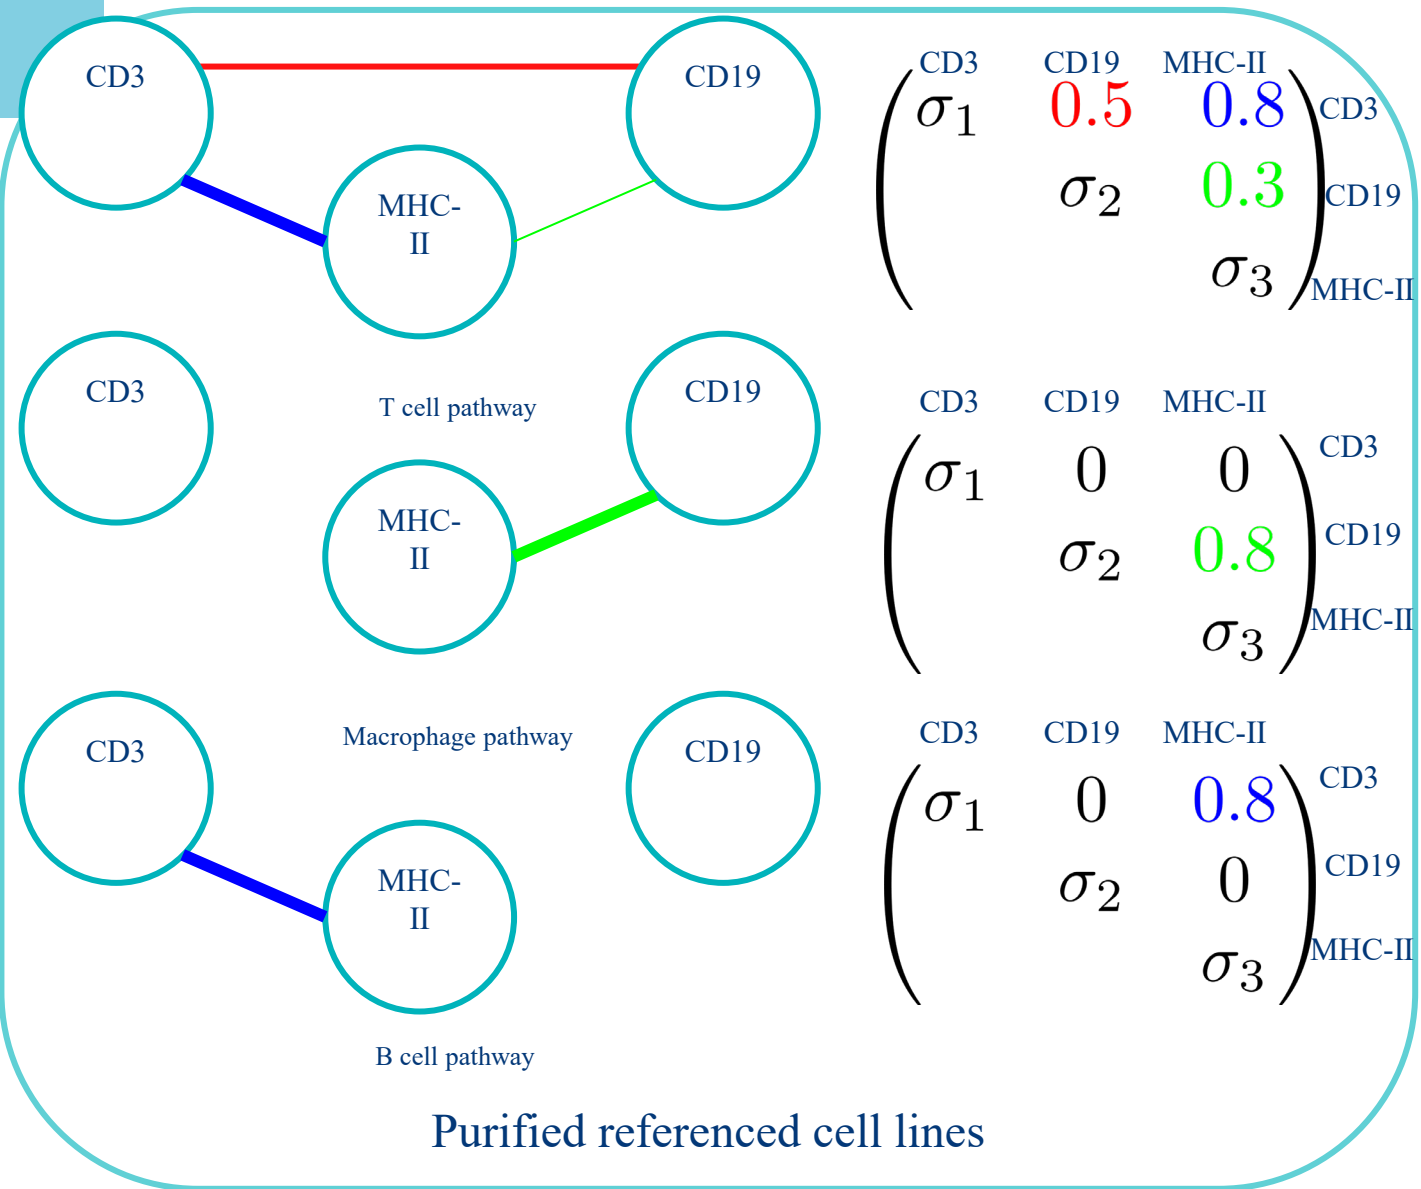 CD3
CD19
MHC-
II
CD3 CD19 MHC-II
σ1 0.5 0.8 CD3
σ2 0.3 CD19
σ3 MHC-II
CD3
CD19
T cell pathway
MHC-
II
CD3 CD19 MHC-II
σ1 0 0 CD3
σ2 0.8 CD19
σ3 MHC-II
CD3
CD19
Macrophage pathway
MHC-
II
CD3 CD19 MHC-II
σ1 0 0.8 CD3
σ2 0 CD19
σ3 MHC-II
B cell pathway
Purified referenced cell lines